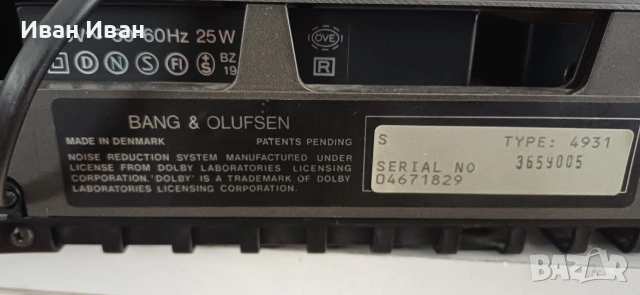 Иван Иван
60Hz 25W
OVE
D N S FI +S BZ
19
R
BANG & OLUFSEN
MADE IN DENMARK PATENTS PENDING
NOISE REDUCTION SYSTEM MANUFACTURED UNDER
LICENSE FROM DOLBY LABORATORIES LICENSING
CORPORATION. 'DOLBY' IS A TRADEMARK OF DOLBY
LABORATORIES LICENSING CORPORATION.
S TYPE: 4931
SERIAL NO 3659005
04671829
BAZAR